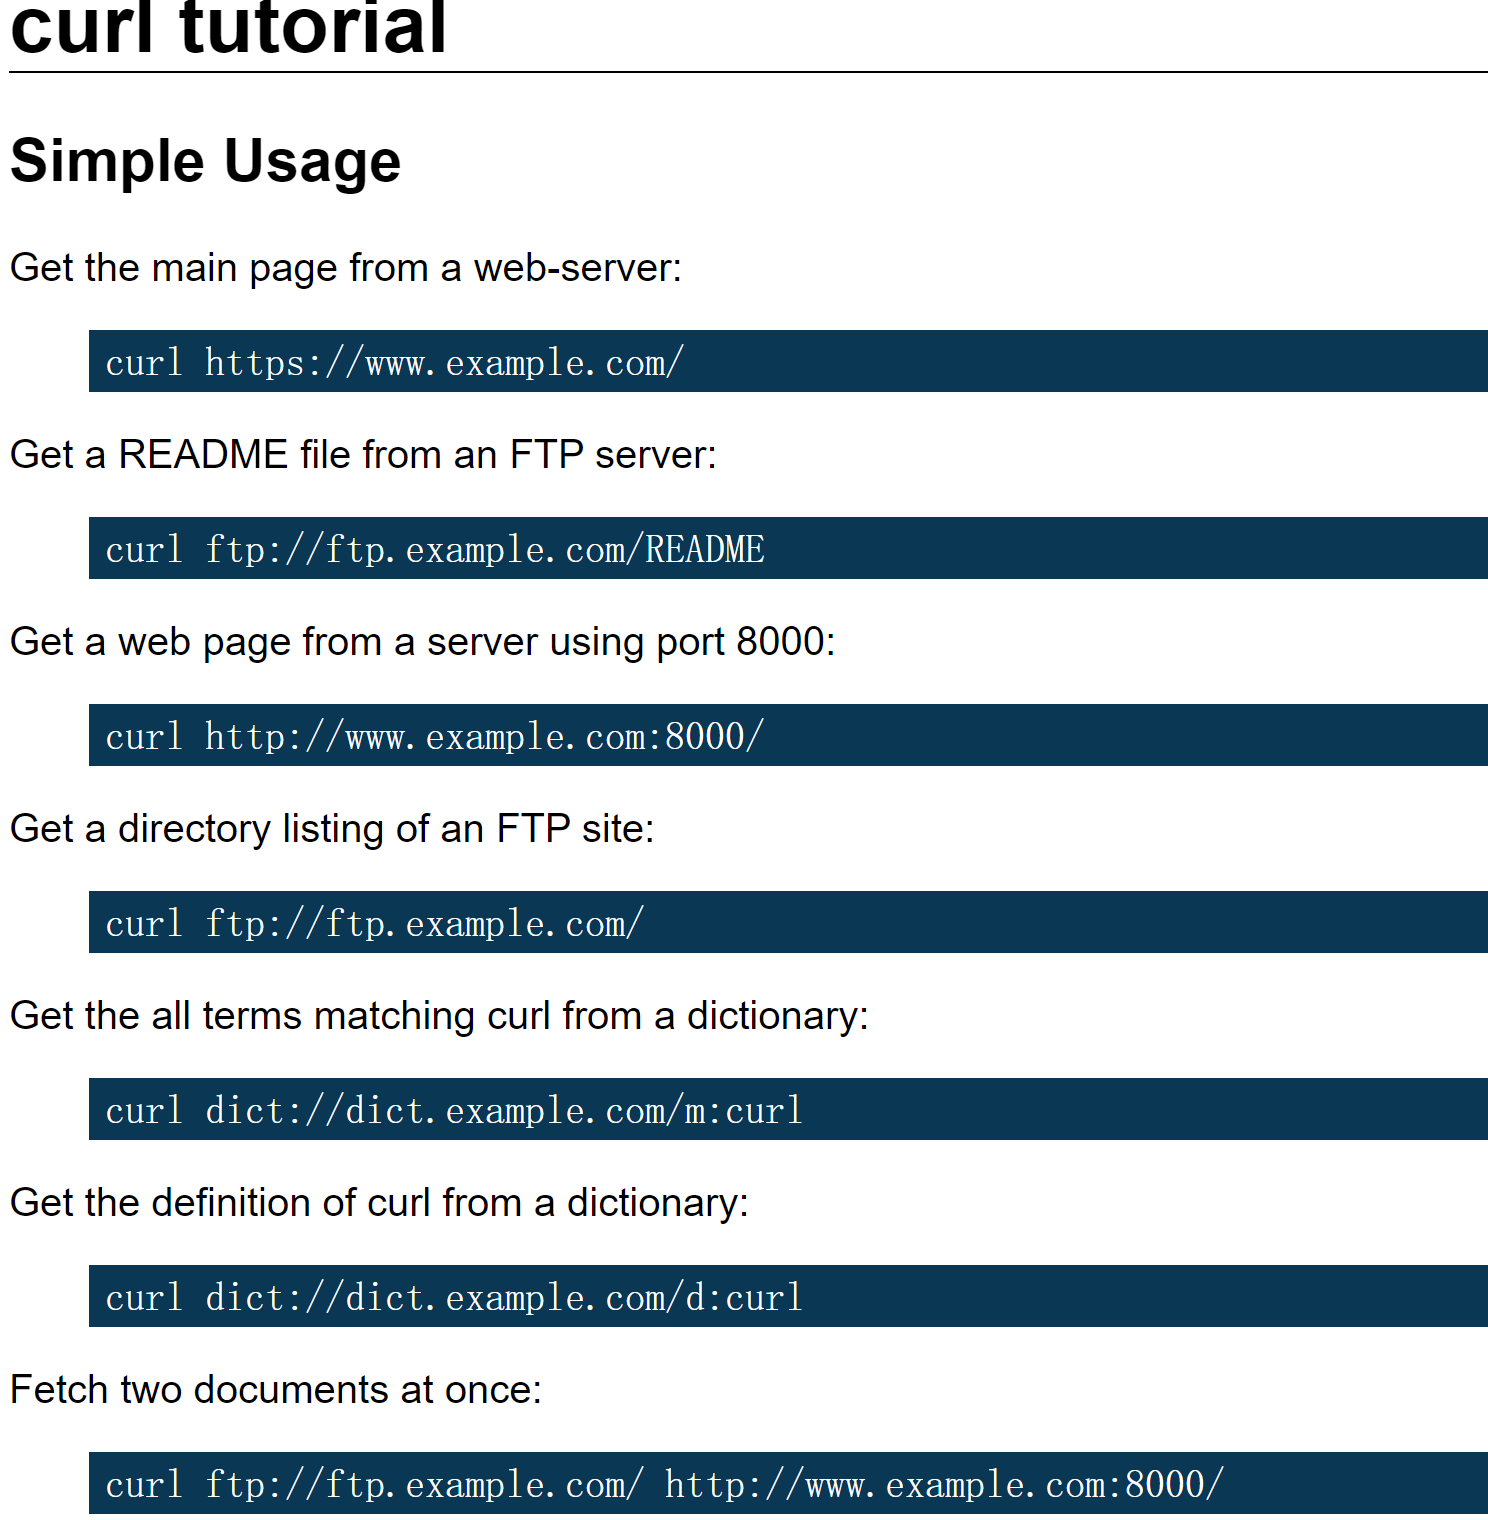 curl tutorial
Simple Usage
Get the main page from a web-server:
curl https://www.example.com/
Get a README file from an FTP server:
curl ftp://ftp.example.com/README
Get a web page from a server using port 8000:
curl http://www.example.com:8000/
Get a directory listing of an FTP site:
curl ftp://ftp.example.com/
Get the all terms matching curl from a dictionary:
curl dict://dict.example.com/m:curl
Get the definition of curl from a dictionary:
curl dict://dict.example.com/d:curl
Fetch two documents at once:
curl ftp://ftp.example.com/ http://www.example.com:8000/